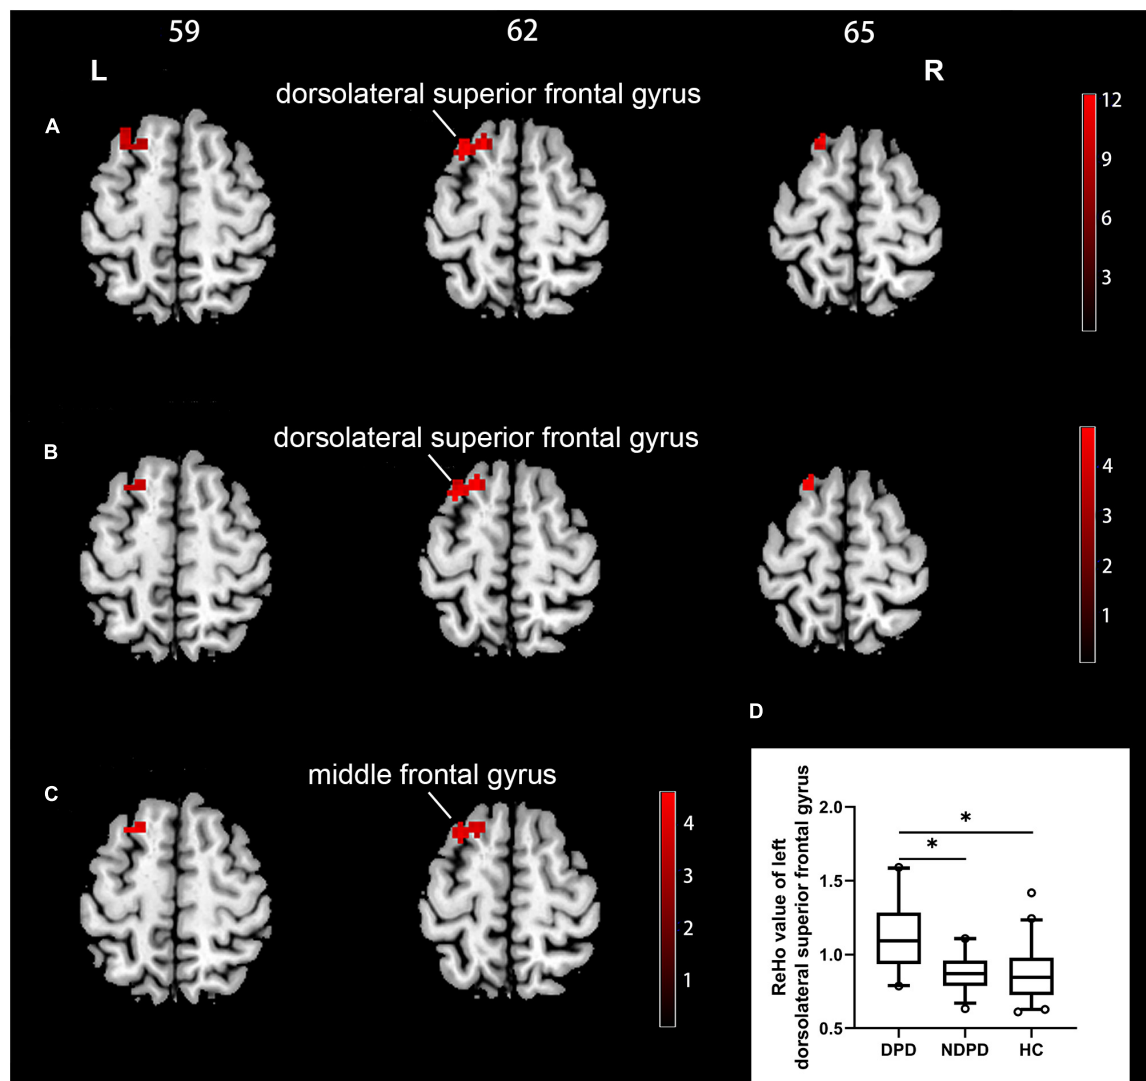 59 62 65
L R
dorsolateral superior frontal gyrus
A
12
9
6
3
dorsolateral superior frontal gyrus
B
4
3
2
1
middle frontal gyrus
C
4
3
2
1
D
ReHo value of left
dorsolateral superior frontal gyrus
2.0
1.5
1.0
0.5
*
*
DPD NDPD HC